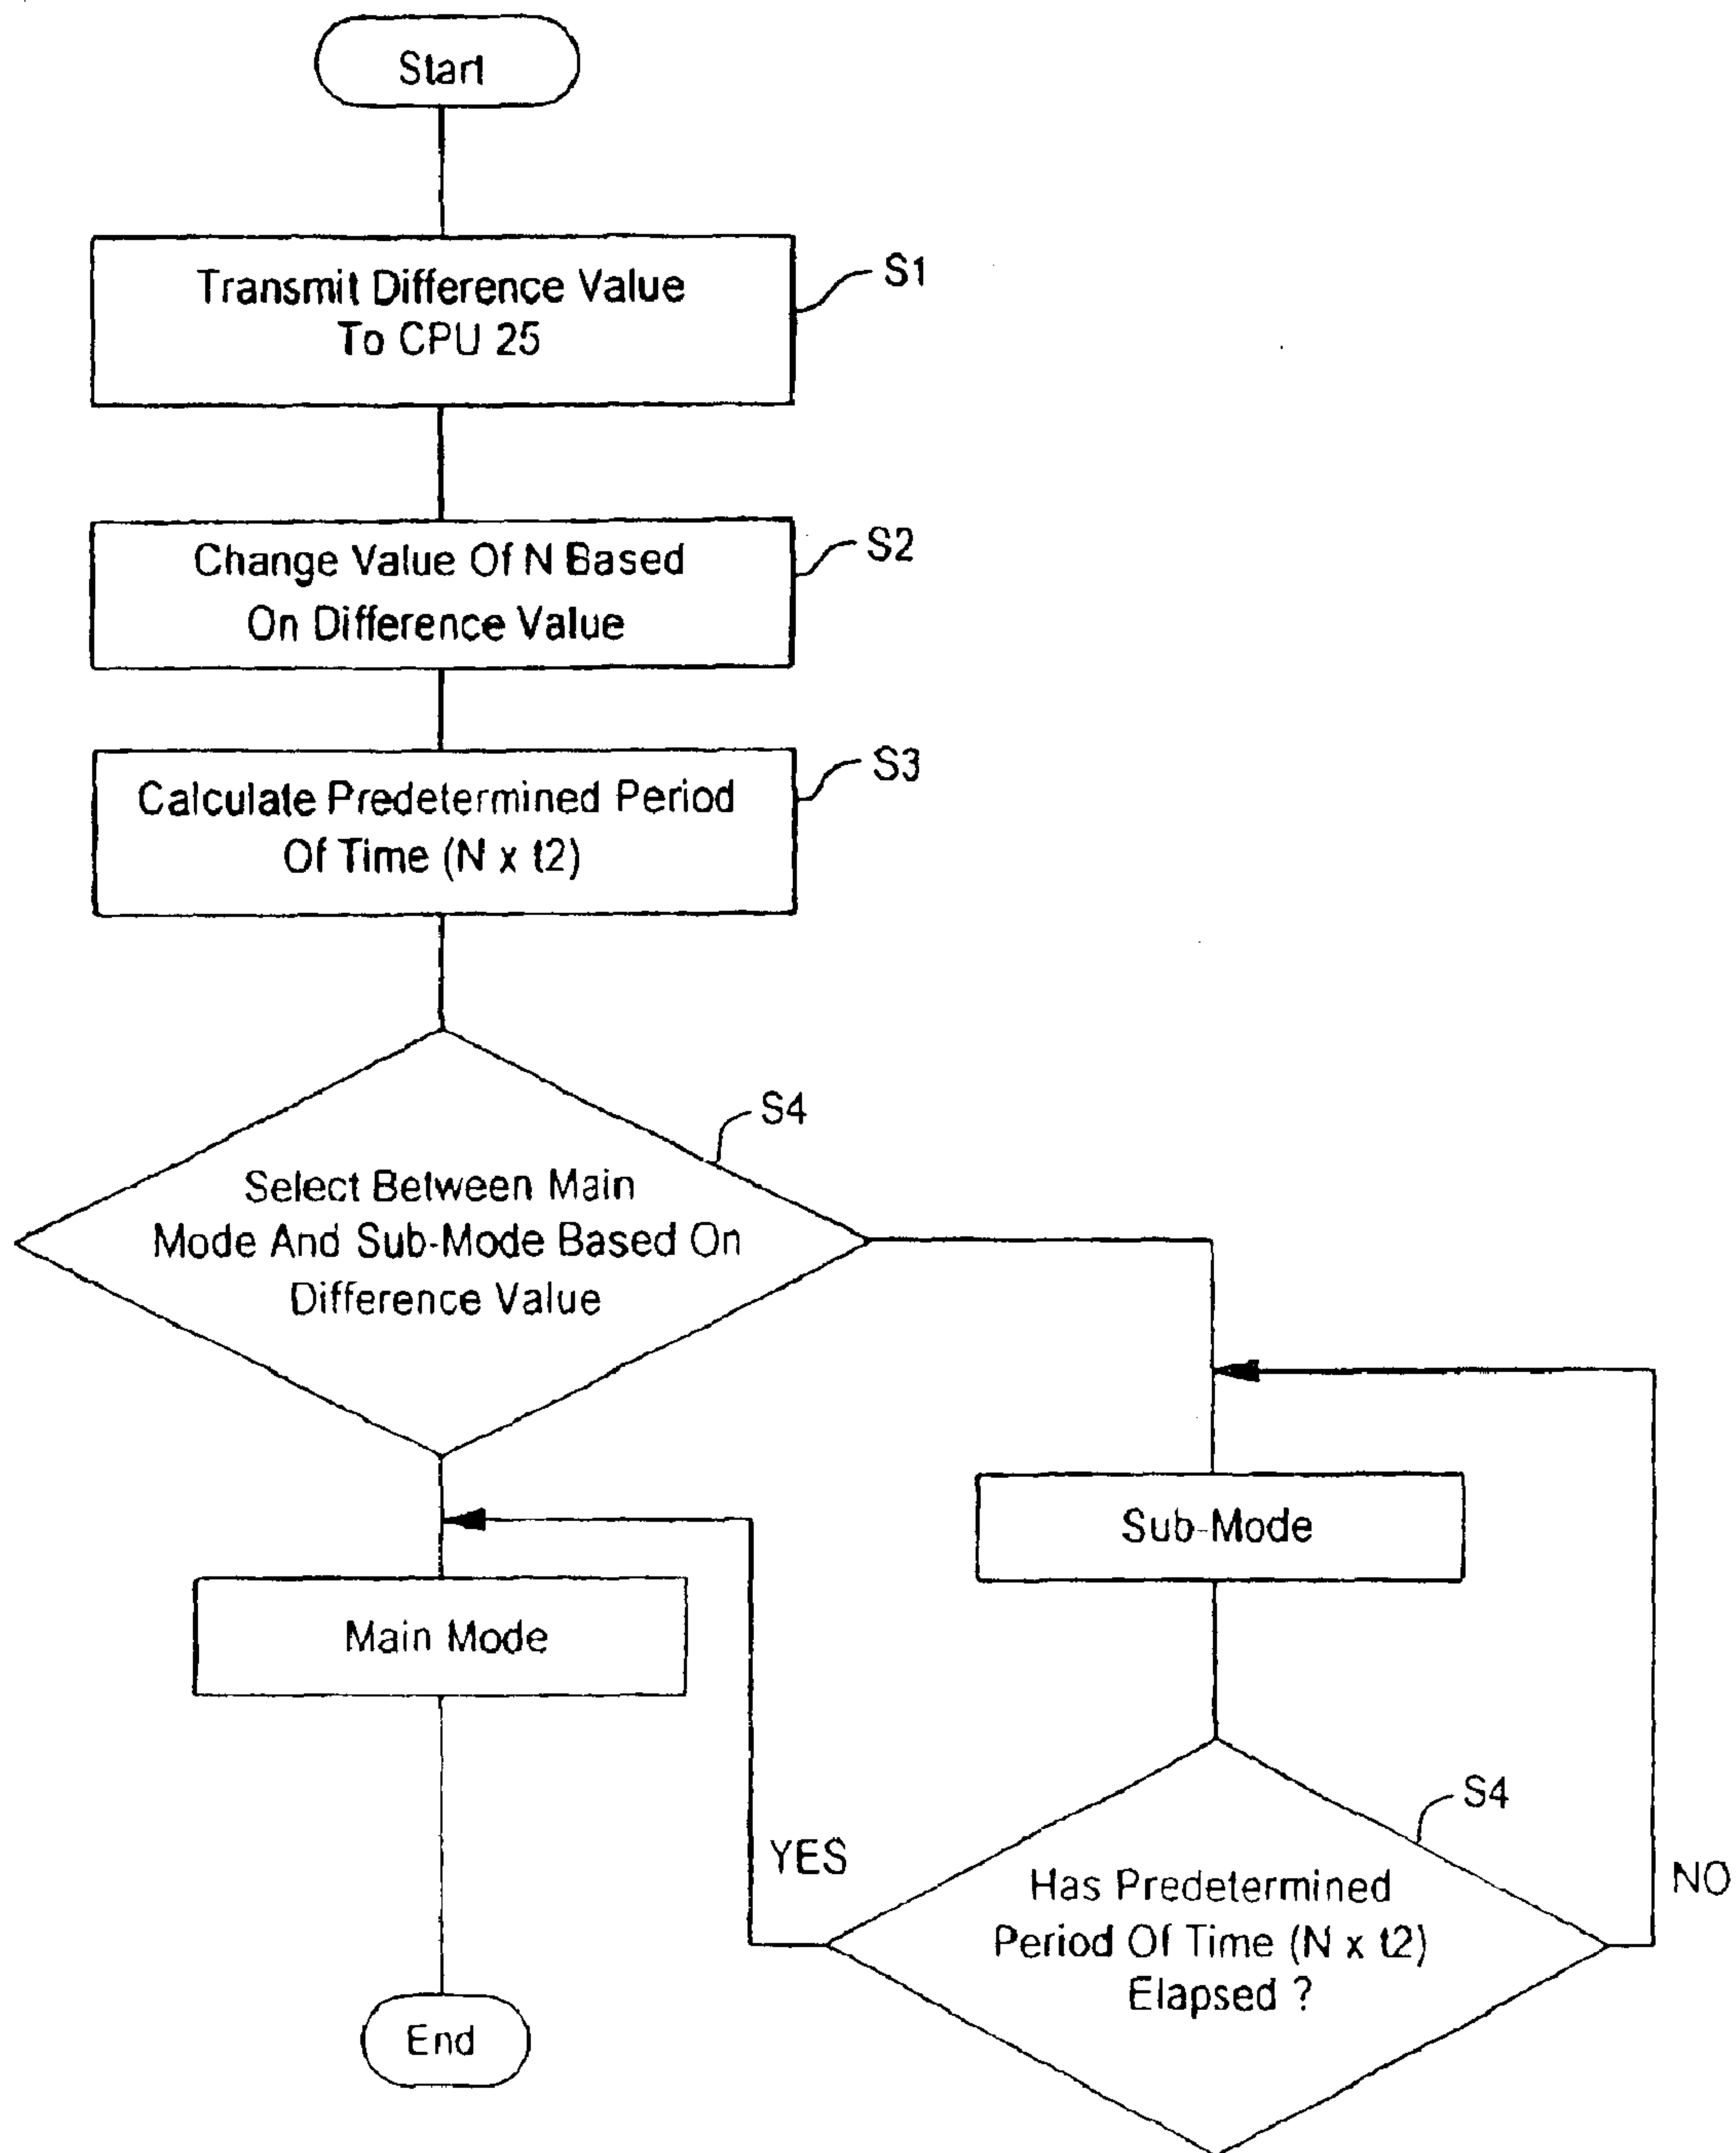 Start
Transmit Difference Value
To CPU 25
S1
Change Value Of N Based
On Difference Value
S2
Calculate Predetermined Period
Of Time (N x t2)
S3
S4
Select Between Main
Mode And Sub-Mode Based On
Difference Value
Sub-Mode
Main Mode
S4
YES
Has Predetermined
Period Of Time (N x t2)
Elapsed ?
NO
End